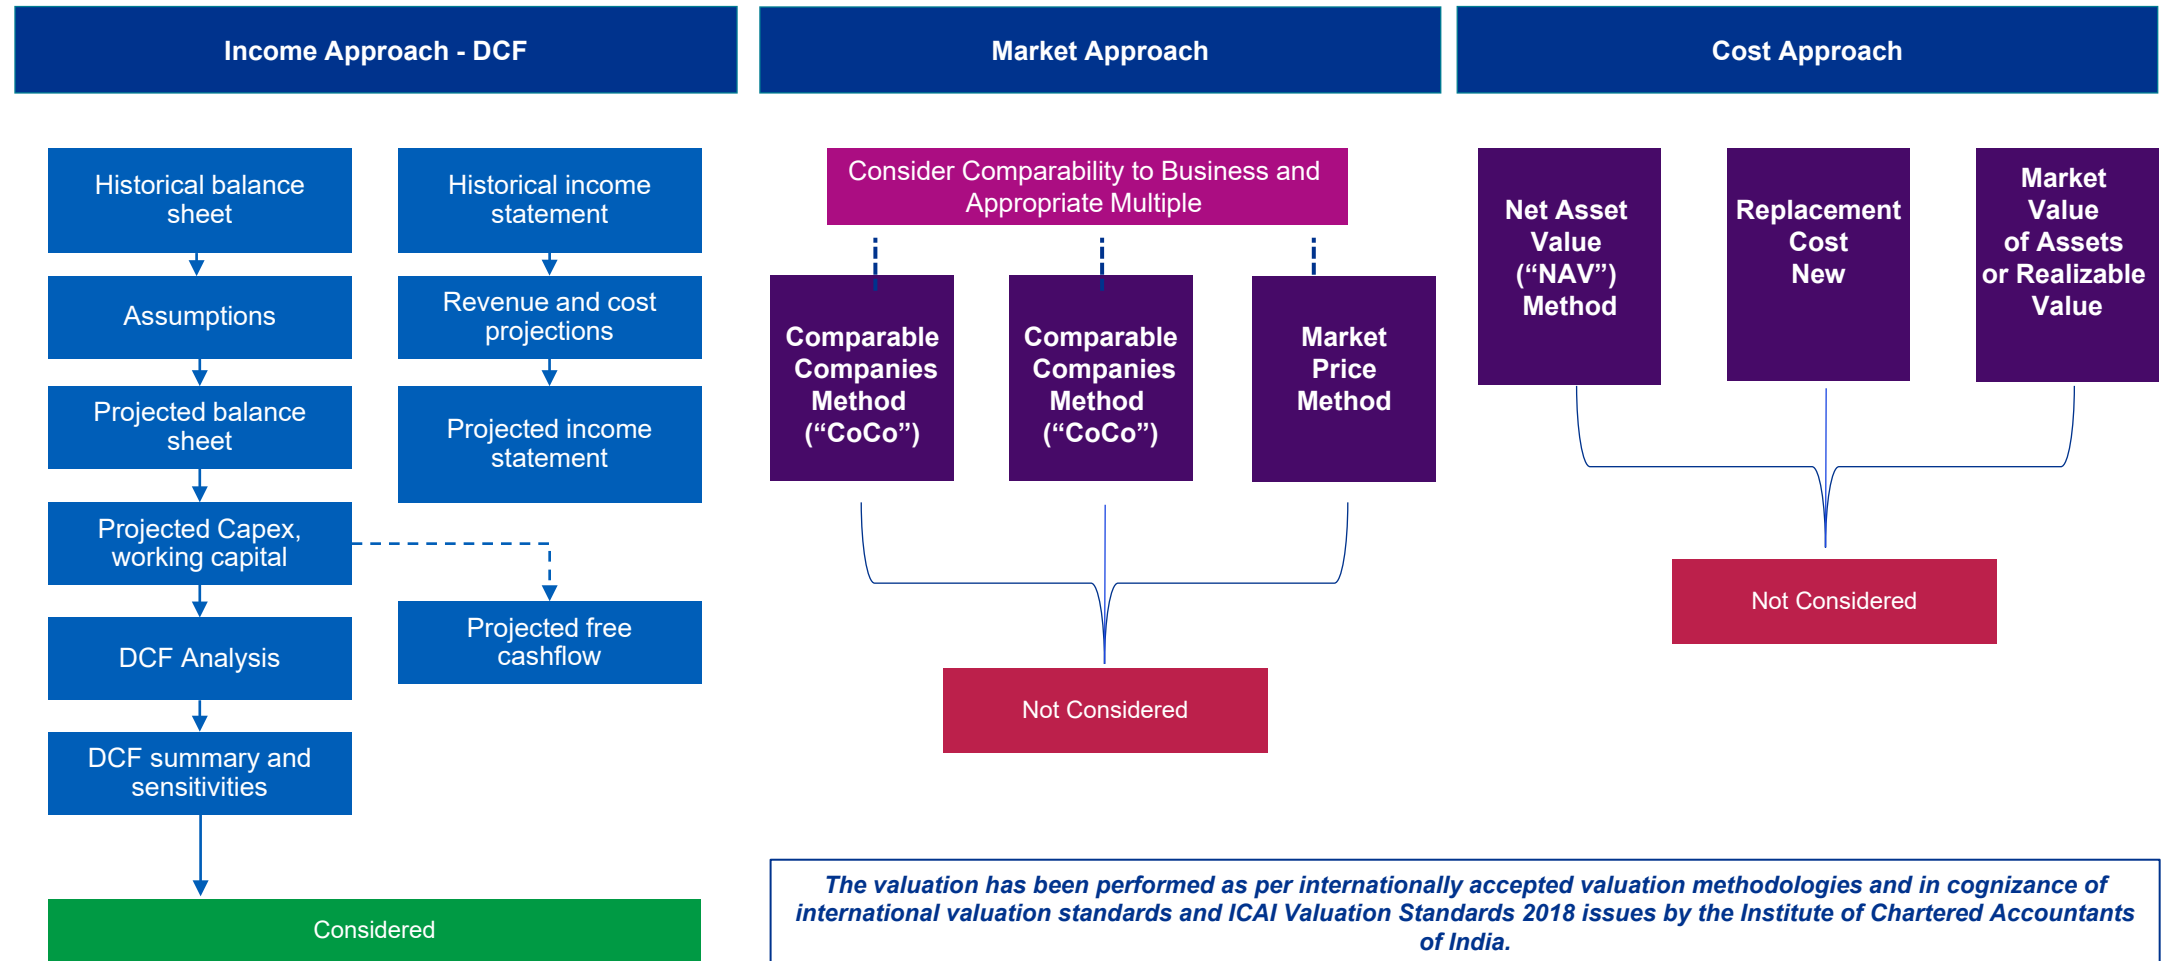 Income Approach - DCF
Historical balance
sheet
Historical income
statement
Assumptions
Revenue and cost
projections
Projected balance
sheet
Projected income
statement
Projected Capex,
working capital
Projected free
cashflow
DCF Analysis
DCF summary and
sensitivities
Considered
Market Approach
Consider Comparability to Business and
Appropriate Multiple
Comparable
Companies
Method
(“CoCo”)
Comparable
Companies
Method
(“CoCo”)
Market
Price
Method
Not Considered
Cost Approach
Net Asset
Value
(“NAV”)
Method
Replacement
Cost
New
Market
Value
of Assets
or Realizable
Value
Not Considered
The valuation has been performed as per internationally accepted valuation methodologies and in cognizance of
international valuation standards and ICAI Valuation Standards 2018 issues by the Institute of Chartered Accountants
of India.